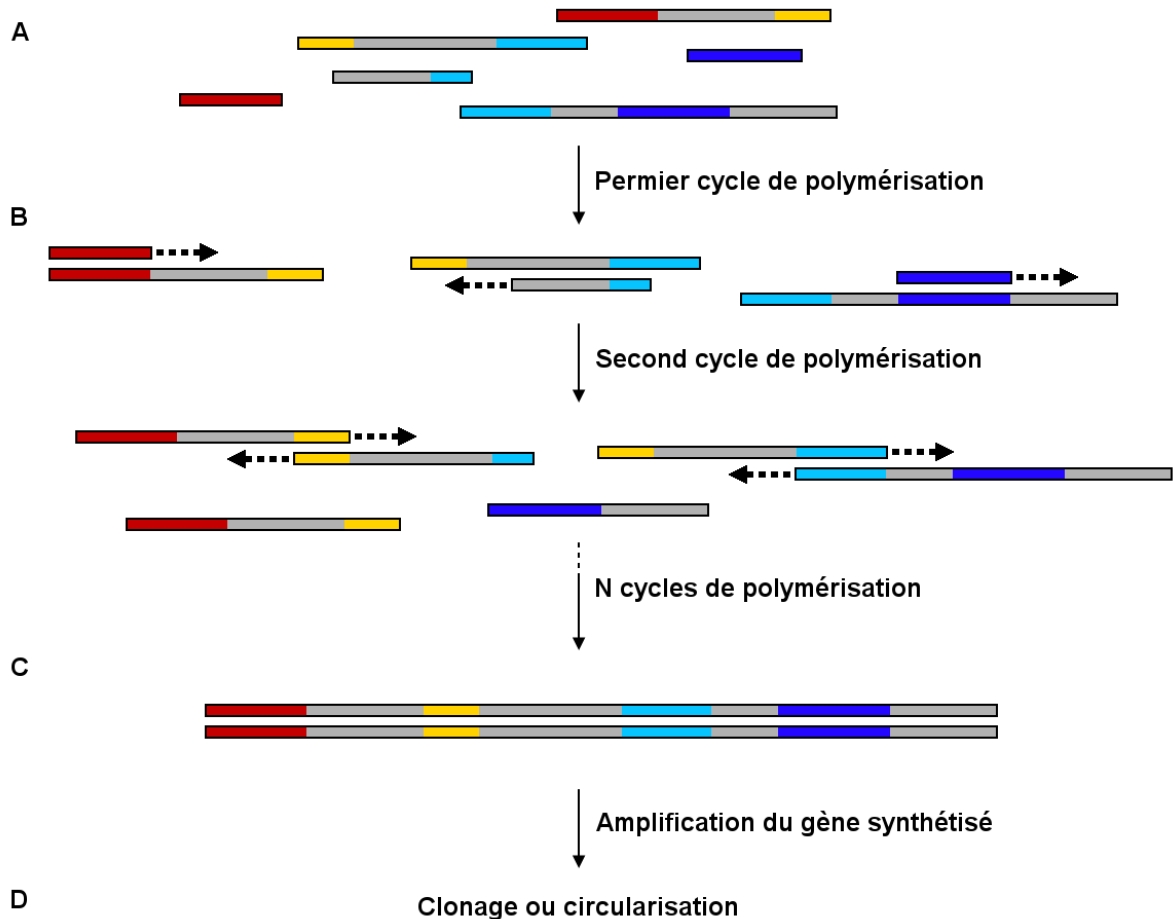 A
Permier cycle de polymérisation
B
Second cycle de polymérisation
N cycles de polymérisation
C
Amplification du gène synthétisé
D
Clonage ou circularisation